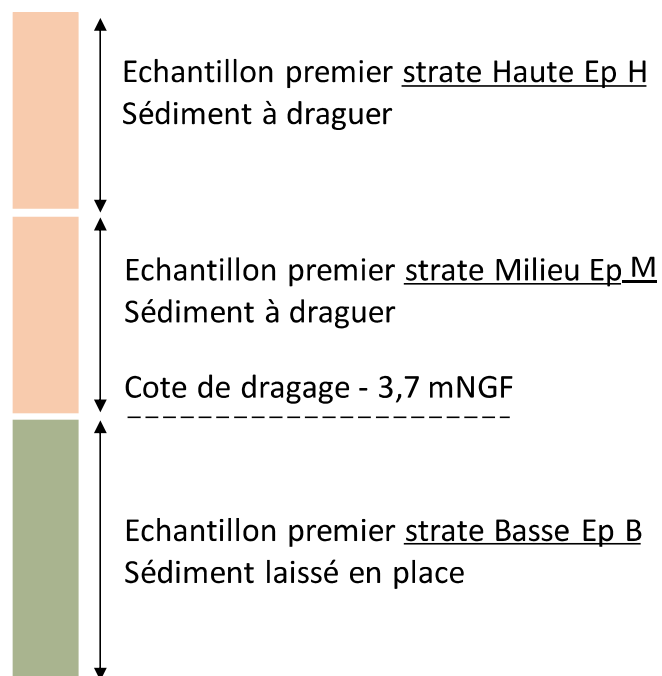 Echantillon premier strate Haute Ep H
Sédiment à draguer
Echantillon premier strate Milieu Ep M
Sédiment à draguer
Cote de dragage - 3,7 mNGF
Echantillon premier strate Basse Ep B
Sédiment laissé en place